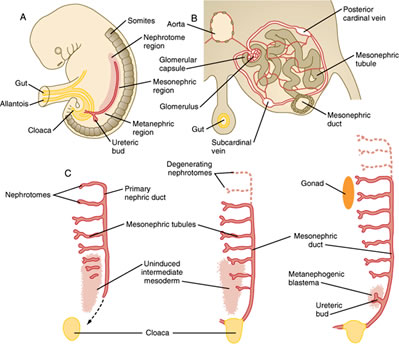 A
Somites
Nephrotome
region
Mesonephric
region
Gut
Allantois
Cloaca
Metanephric
region
Ureteric
bud
B
Aorta
Posterior
cardinal vein
Glomerular
capsule
Mesonephric
tubule
Glomerulus
Gut
Mesonephric
duct
Subcardinal
vein
C
Nephrotomes
Primary
nephric duct
Mesonephric tubules
Uninduced
intermediate
mesoderm
Cloaca
Degenerating
nephrotomes
Mesonephric
duct
Gonad
Metanephogenic
blastema
Ureteric
bud